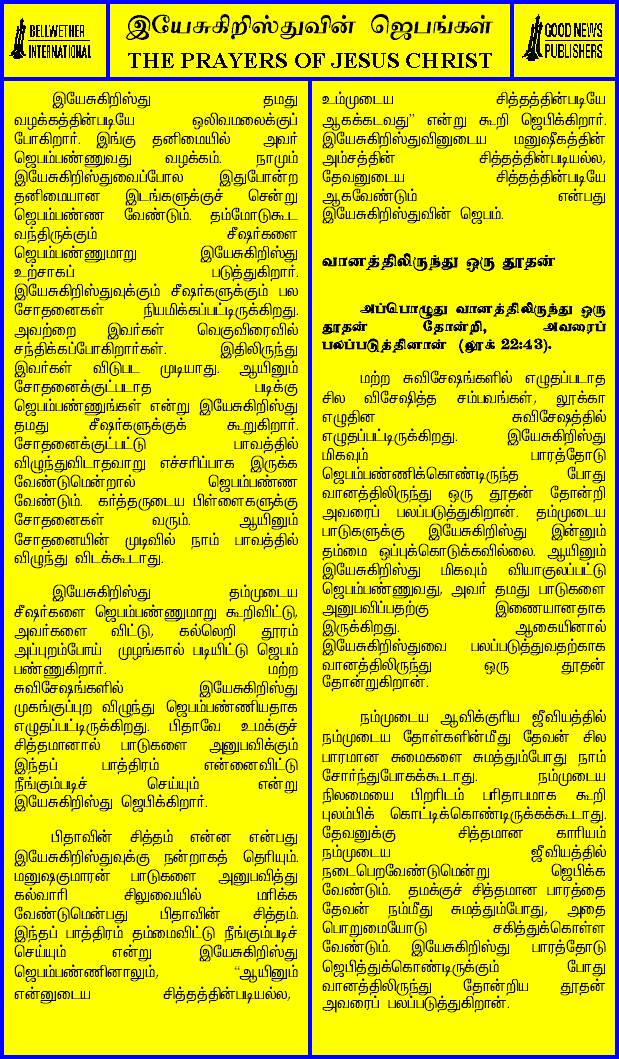 BELLWETHER
INTERNATIONAL
இயேசுகிறிஸ்துவின் ஜெபங்கள்
THE PRAYERS OF JESUS CHRIST
GOOD NEWS
PUBLISHERS
இயேசுகிறிஸ்து தமது
வழக்கத்தின்படியே ஒலிவமலைக்குப்
போகிறார். இங்கு தனிமையில் அவர்
ஜெபம்பண்ணுவது வழக்கம். நாமும்
இயேசுகிறிஸ்துவைப்போல இதுபோன்ற
தனிமையான இடங்களுக்குச் சென்று
ஜெபம்பண்ண வேண்டும். தம்மோடுகூட
வந்திருக்கும் சீஷர்களை
ஜெபம்பண்ணுமாறு இயேசுகிறிஸ்து
உற்சாகப் படுத்துகிறார்.
இயேசுகிறிஸ்துவுக்கும் சீஷர்களுக்கும் பல
சோதனைகள் நியமிக்கப்பட்டிருக்கிறது.
அவற்றை இவர்கள் வெகுவிரைவில்
சந்திக்கப்போகிறார்கள். இதிலிருந்து
இவர்கள் விடுபட முடியாது. ஆயினும்
சோதனைக்குட்படாத படிக்கு
ஜெபம்பண்ணுங்கள் என்று இயேசுகிறிஸ்து
தமது சீஷர்களுக்குக் கூறுகிறார்.
சோதனைக்குட்பட்டு பாவத்தில்
விழுந்துவிடாதவாறு எச்சரிப்பாக இருக்க
வேண்டுமென்றால் ஜெபம்பண்ண
வேண்டும். கர்த்தருடைய பிள்ளைகளுக்கு
சோதனைகள் வரும். ஆயினும்
சோதனையின் முடிவில் நாம் பாவத்தில்
விழுந்து விடக்கூடாது.
இயேசுகிறிஸ்து தம்முடைய
சீஷர்களை ஜெபம்பண்ணுமாறு கூறிவிட்டு,
அவர்களை விட்டு, கல்லெறி தூரம்
அப்புறம்போய் முழங்கால் படியிட்டு ஜெபம்
பண்ணுகிறார். மற்ற
சுவிசேஷங்களில் இயேசுகிறிஸ்து
முகங்குப்புற விழுந்து ஜெபம்பண்ணியதாக
எழுதப்பட்டிருக்கிறது. பிதாவே உமக்குச்
சித்தமானால் பாடுகளை அனுபவிக்கும்
இந்தப் பாத்திரம் என்னைவிட்டு
நீங்கும்படிச் செய்யும் என்று
இயேசுகிறிஸ்து ஜெபிக்கிறார்.
பிதாவின் சித்தம் என்ன என்பது
இயேசுகிறிஸ்துவுக்கு நன்றாகத் தெரியும்.
மனுஷகுமாரன் பாடுகளை அனுபவித்து
கல்வாரி சிலுவையில் மரிக்க
வேண்டுமென்பது பிதாவின் சித்தம்.
இந்தப் பாத்திரம் தம்மைவிட்டு நீங்கும்படிச்
செய்யும் என்று இயேசுகிறிஸ்து
ஜெபம்பண்ணினாலும், “ஆயினும்
என்னுடைய சித்தத்தின்படியல்ல,
உம்முடைய சித்தத்தின்படியே
ஆகக்கடவது” என்று கூறி ஜெபிக்கிறார்.
இயேசுகிறிஸ்துவினுடைய மனுஷீகத்தின்
அம்சத்தின் சித்தத்தின்படியல்ல,
தேவனுடைய சித்தத்தின்படியே
ஆகவேண்டும் என்பது
இயேசுகிறிஸ்துவின் ஜெபம்.
வானத்திலிருந்து ஒரு தூதன்
அப்பொழுது வானத்திலிருந்து ஒரு
தூதன் தோன்றி, அவரைப்
பலப்படுத்தினான் (லூக் 22:43).
மற்ற சுவிசேஷங்களில் எழுதப்படாத
சில விசேஷித்த சம்பவங்கள், லூக்கா
எழுதின சுவிசேஷத்தில்
எழுதப்பட்டிருக்கிறது. இயேசுகிறிஸ்து
மிகவும் பாரத்தோடு
ஜெபம்பண்ணிக்கொண்டிருந்த போது
வானத்திலிருந்து ஒரு தூதன் தோன்றி
அவரைப் பலப்படுத்துகிறான். தம்முடைய
பாடுகளுக்கு இயேசுகிறிஸ்து இன்னும்
தம்மை ஒப்புக்கொடுக்கவில்லை. ஆயினும்
இயேசுகிறிஸ்து மிகவும் வியாகுலப்பட்டு
ஜெபம்பண்ணுவது, அவர் தமது பாடுகளை
அனுபவிப்பதற்கு இணையானதாக
இருக்கிறது. ஆகையினால்
இயேசுகிறிஸ்துவை பலப்படுத்துவதற்காக
வானத்திலிருந்து ஒரு தூதன்
தோன்றுகிறான்.
நம்முடைய ஆவிக்குரிய ஜீவியத்தில்
நம்முடைய தோள்களின்மீது தேவன் சில
பாரமான சுமைகளை சுமத்தும்போது நாம்
சோர்ந்துபோகக்கூடாது. நம்முடைய
நிலமையை பிறரிடம் பரிதாபமாக கூறி
புலம்பிக் கொட்டிக்கொண்டிருக்கக்கூடாது.
தேவனுக்கு சித்தமான காரியம்
நம்முடைய ஜீவியத்தில்
நடைபெறவேண்டுமென்று ஜெபிக்க
வேண்டும். தமக்குச் சித்தமான பாரத்தை
தேவன் நம்மீது சுமத்தும்போது, அதை
பொறுமையோடு சகித்துக்கொள்ள
வேண்டும். இயேசுகிறிஸ்து பாரத்தோடு
ஜெபித்துக்கொண்டிருக்கும் போது
வானத்திலிருந்து தோன்றிய தூதன்
அவரைப் பலப்படுத்துகிறான்.